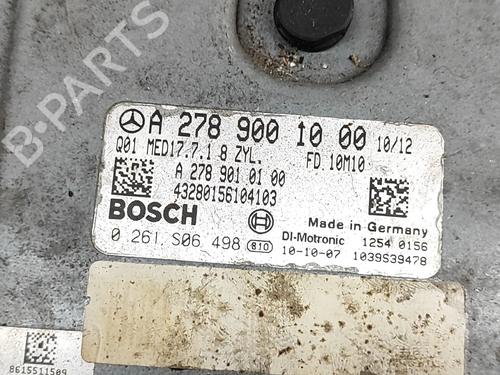 B-PARTS
A 278 900 10 00 10/12
Q01 MED17.7.1 8 ZYL. FD 10M10
A 278 901 01 00
43280156104103
BOSCH
Made in Germany
0 261 S06 498 810 DI-Motronic 1254 0156
10-10-07 1039S39478
8615511509